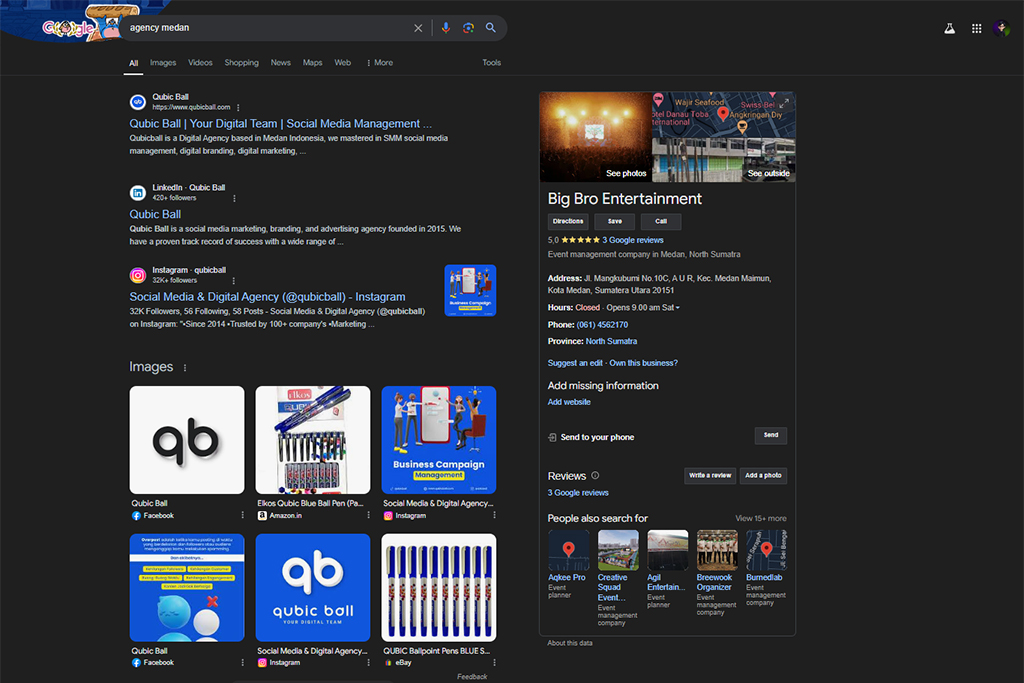 Google
agency medan
All Images Videos Shopping News Maps Web More Tools
Qubic Ball
https://www.qubicball.com
Qubic Ball | Your Digital Team | Social Media Management ...
Qubicball is a Digital Agency based in Medan Indonesia, we mastered in SMM social media
management, digital branding, digital marketing, ...
LinkedIn · Qubic Ball
420+ followers
Qubic Ball
Qubic Ball is a social media marketing, branding, and advertising agency founded in 2015. We
have a proven track record of success with a wide range of ...
Instagram · qubicball
32K+ followers
Social Media & Digital Agency (@qubicball) - Instagram
32K Followers, 56 Following, 58 Posts - Social Media & Digital Agency (@qubicball)
on Instagram: "•Since 2014 •Trusted by 100+ company's •Marketing ...
Business Campaign
Management
Images
qb
Elkos
Business Campaign
Management
Qubic Ball
Facebook
Elkos Qubic Blue Ball Pen (Pa...
Amazon.in
Social Media & Digital Agency...
Instagram
qb
qubic ball
YOUR DIGITAL TEAM
Qubic Ball
Facebook
Social Media & Digital Agency...
Instagram
QUBIC Ballpoint Pens BLUE S...
eBay
Feedback
Wajir Seafood
Swiss Bel
otel Danau Toba
International
Angkringan Diy
See photos
See outside
Big Bro Entertainment
Directions Save Call
5,0 ★★★★★ 3 Google reviews
Event management company in Medan, North Sumatra
Address: Jl. Mangkubumi No.10C, A U R, Kec. Medan Maimun,
Kota Medan, Sumatera Utara 20151
Hours: Closed · Opens 9.00 am Sat
Phone: (061) 4562170
Province: North Sumatra
Suggest an edit · Own this business?
Add missing information
Add website
Send to your phone
Send
Reviews
Write a review
Add a photo
3 Google reviews
People also search for
View 15+ more
Aqkee Pro
Event
planner
Creative
Squad
Event...
Event
management
company
Agil
Entertain...
Event
planner
Breewook
Organizer
Event
management
company
Bumedlab
Event
management
company
About this data